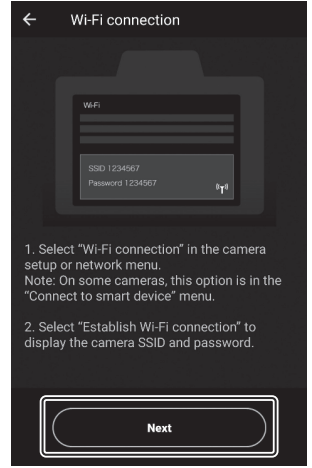 Wi-Fi connection
Wi-Fi
SSID 1234567
Password 1234567
1. Select "Wi-Fi connection" in the camera
setup or network menu.
Note: On some cameras, this option is in the
"Connect to smart device" menu.
2. Select "Establish Wi-Fi connection" to
display the camera SSID and password.
Next